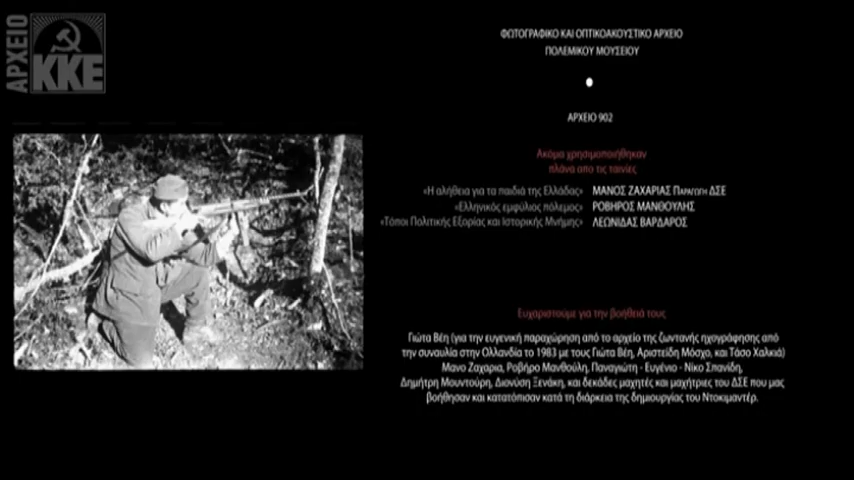 ΑΡΧΕΙΟ
ΚΚΕ
ΦΩΤΟΓΡΑΦΙΚΟ ΚΑΙ ΟΠΤΙΚΟΑΚΟΥΣΤΙΚΟ ΑΡΧΕΙΟ
ΠΟΛΕΜΙΚΟΥ ΜΟΥΣΕΙΟΥ
ΑΡΧΕΙΟ 902
Ακόμα χρησιμοποιήθηκαν
πλάνα απο τις ταινίες
«Η αλήθεια για τα παιδιά της Ελλάδας» ΜΑΝΟΣ ΖΑΧΑΡΙΑΣ Παραγωγή ΔΣΕ
«Ελληνικός εμφύλιος πόλεμος» ΡΟΒΗΡΟΣ ΜΑΝΘΟΥΛΗΣ
«Τόποι Πολιτικής Εξορίας και Ιστορικής Μνήμης» ΛΕΩΝΙΔΑΣ ΒΑΡΔΑΡΟΣ
Ευχαριστούμε για την βοήθειά τους
Γιώτα Βέη (για την ευγενική παραχώρηση από το αρχείο της ζωντανής ηχογράφησης από
την συναυλία στην Ολλανδία το 1983 με τους Γιώτα Βέη, Αριστείδη Μόσχο, και Τάσο Χαλκιά)
Μανο Ζαχαρια, Ροβήρο Μανθούλη, Παναγιώτη - Ευγένιο - Νίκο Σπανίδη,
Δημήτρη Μουντούρη, Διονύση Ξενάκη, και δεκάδες μαχητές και μαχήτριες του ΔΣΕ που μας
βοήθησαν και κατατόπισαν κατά τη διάρκεια της δημιουργίας του Ντοκιμαντέρ.